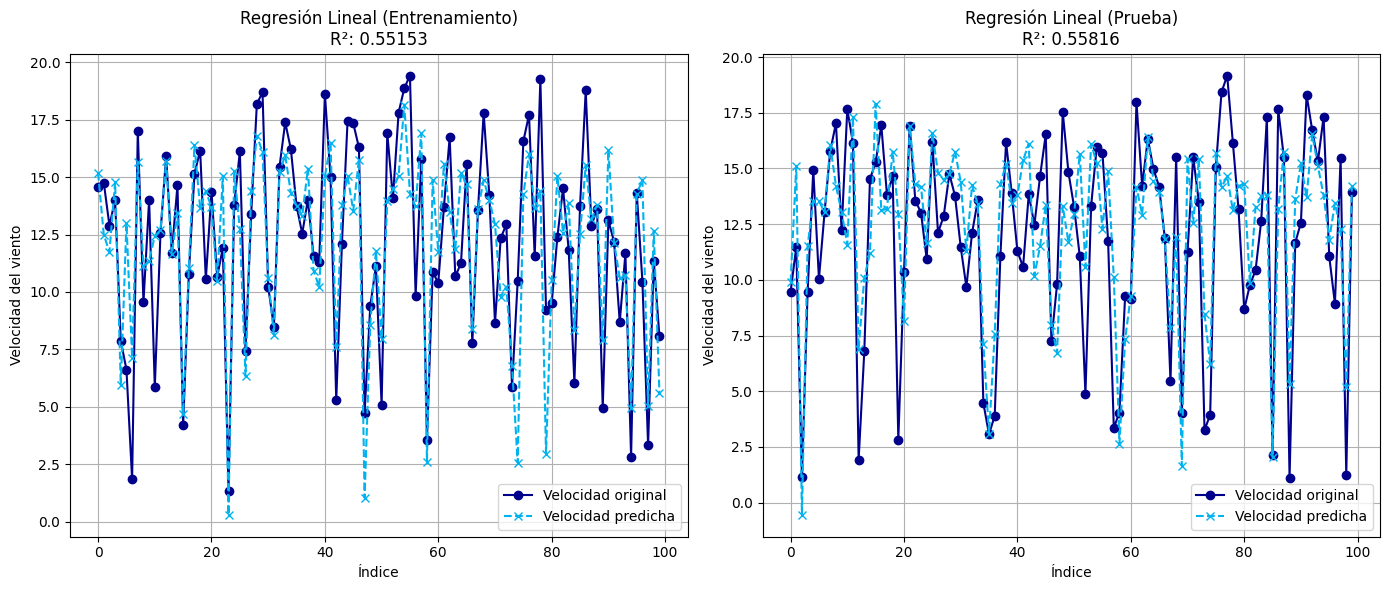 Regresión Lineal (Entrenamiento)
R²: 0.55153
Velocidad del viento
20.0
17.5
15.0
12.5
10.0
7.5
5.0
2.5
0.0
0 20 40 60 80 100
Índice
Velocidad original
Velocidad predicha
Regresión Lineal (Prueba)
R²: 0.55816
Velocidad del viento
20.0
17.5
15.0
12.5
10.0
7.5
5.0
2.5
0.0
0 20 40 60 80 100
Índice
Velocidad original
Velocidad predicha